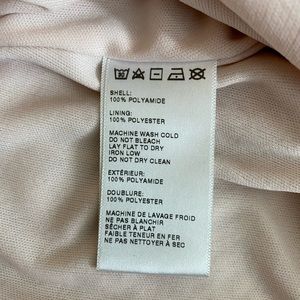 SHELL:
100% POLYAMIDE
LINING:
100% POLYESTER
MACHINE WASH COLD
DO NOT BLEACH
LAY FLAT TO DRY
IRON LOW
DO NOT DRY CLEAN
EXTÉRIEUR:
100% POLYAMIDE
DOUBLURE:
100% POLYESTER
MACHINE DE LAVAGE FROID
NE PAS BLANCHIR
SÉCHER À PLAT
FAIBLE TENEUR EN FER
NE PAS NETTOYER À SEC